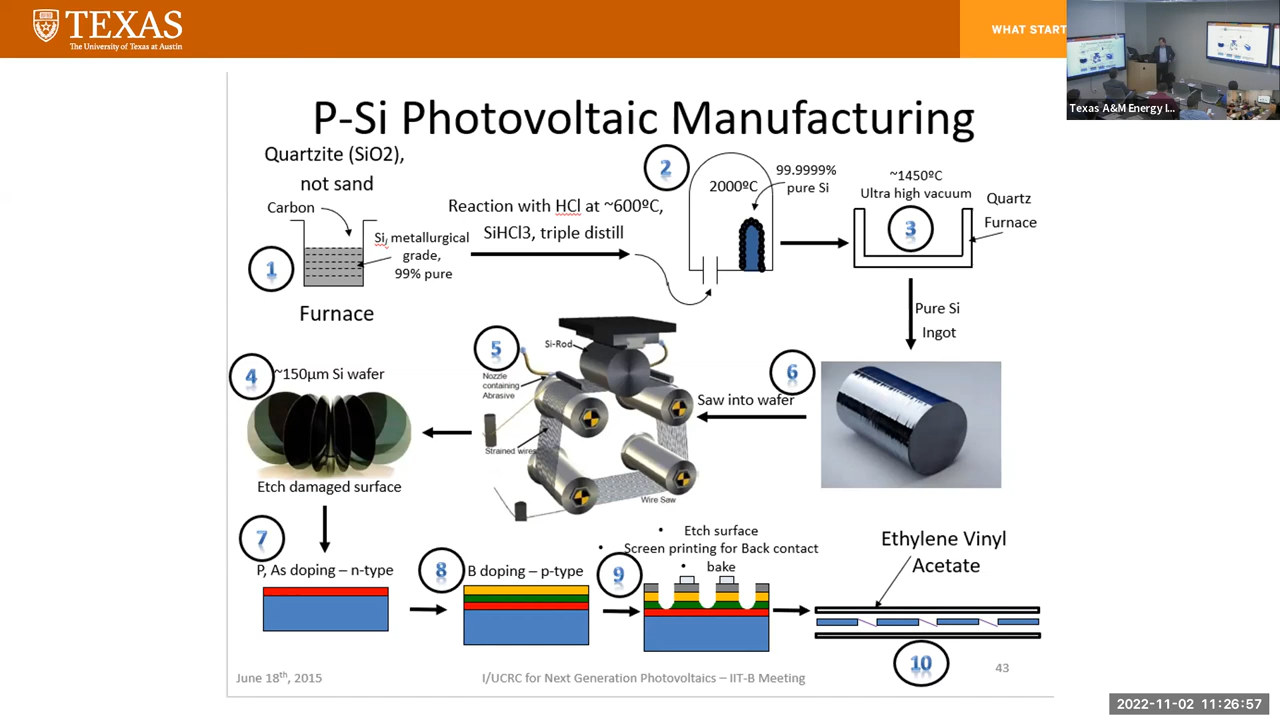 TEXAS
The University of Texas at Austin
WHAT START
Texas A&M Energy I...
P-Si Photovoltaic Manufacturing
Quartzite (SiO2),
not sand
Carbon
Si, metallurgical
grade,
99% pure
1
Furnace
Reaction with HCl at ~600ºC,
SiHCl3, triple distill
2
2000ºC
99.9999%
pure Si
~1450ºC
Ultra high vacuum
3
Quartz
Furnace
Pure Si
Ingot
4
~150µm Si wafer
Etch damaged surface
5
Si-Rod
Nozzle
containing
Abrasive
Strained wires
Wire Saw
6
Saw into wafer
7
P, As doping – n-type
8
B doping – p-type
9
• Etch surface
• Screen printing for Back contact
• bake
Ethylene Vinyl
Acetate
10
June 18th, 2015
I/UCRC for Next Generation Photovoltaics – IIT-B Meeting
43
2022-11-02 11:26:57